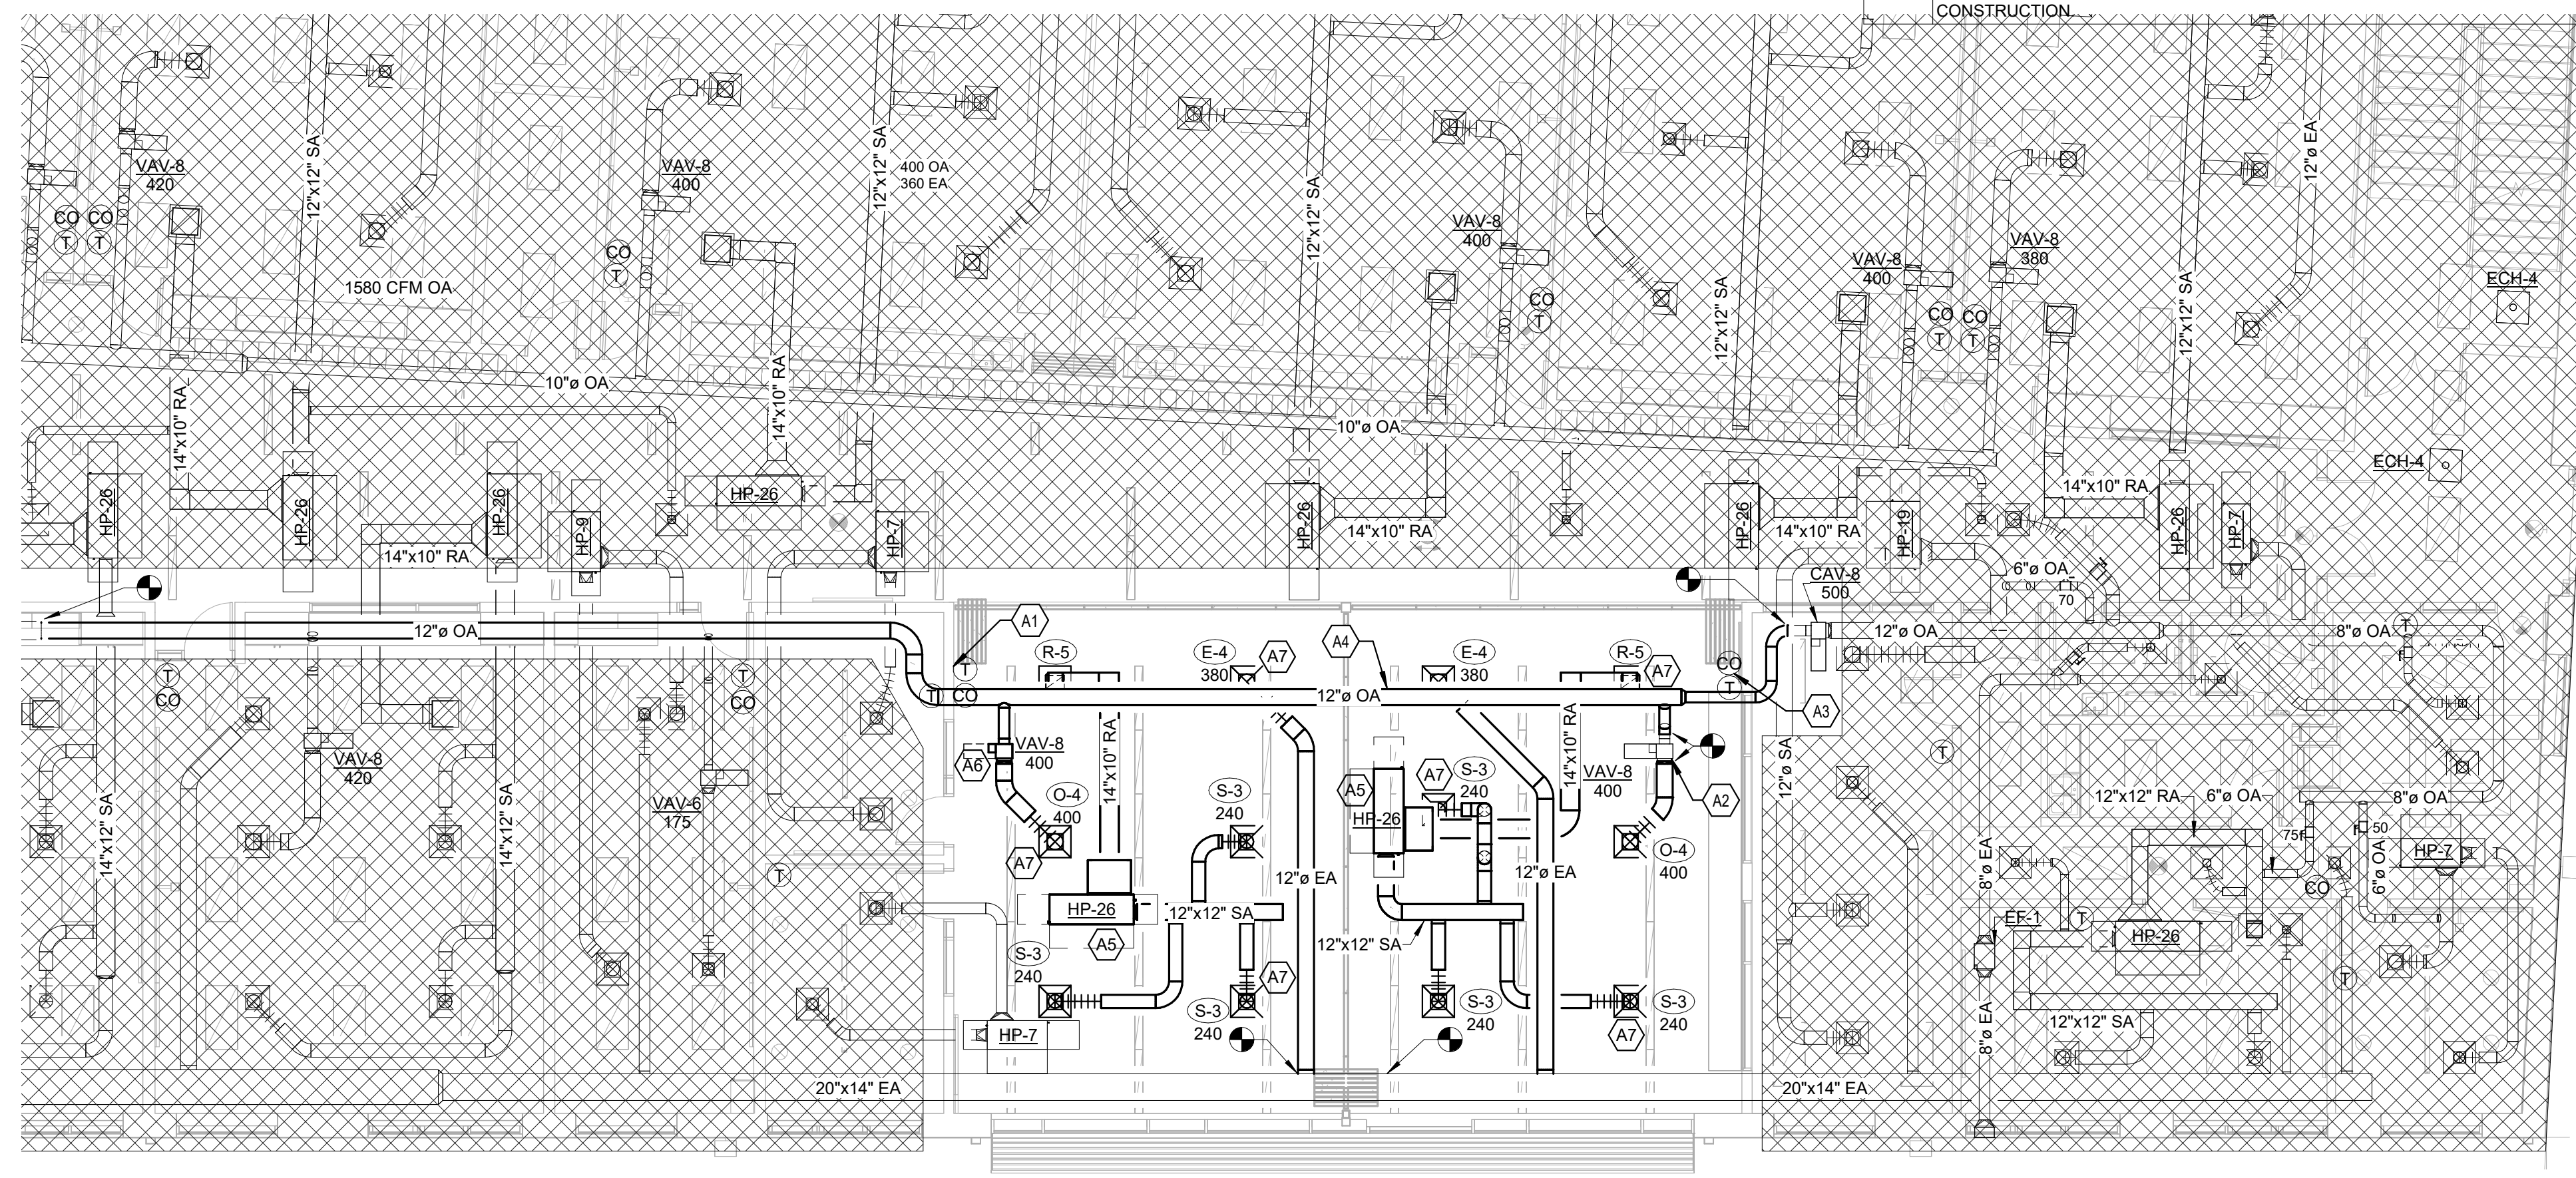 CONSTRUCTION
VAV-8
420
12"x12" SA
VAV-8
400
12"x12" SA
400 OA
360 EA
12"x12" SA
VAV-8
400
12"x12" SA
VAV-8
400
VAV-8
380
12"x12" SA
12"ø EA
ECH-4
CO
CO
T
T
CO
T
CO
T
CO
CO
T
T
1580 CFM OA
10"ø OA
10"ø OA
14"x10" RA
14"x10" RA
ECH-4
HP-26
HP-26
HP-26
14"x10" RA
HP-9
HP-26
HP-7
HP-26
14"x10" RA
HP-26
14"x10" RA
HP-19
14"x10" RA
HP-26
HP-7
6"ø OA
70
CAV-8
500
12"ø OA
A1
A4
12"ø OA
8"ø OA
T
T
CO
T
CO
T
R-5
E-4
380
A7
E-4
380
R-5
A7
CO
T
T
CO
12"ø OA
A3
VAV-8
420
VAV-6
175
14"x12" SA
14"x12" SA
T
A6
VAV-8
400
14"x10" RA
O-4
400
A7
S-3
240
A5
HP-26
A7
S-3
240
14"x10" RA
VAV-8
400
A2
O-4
400
12"ø SA
T
12"x12" RA
6"ø OA
8"ø OA
75
50
6"ø OA
HP-7
CO
12"ø EA
12"ø EA
HP-26
A5
12"x12" SA
12"x12" SA
8"ø EA
EF-1
T
HP-26
T
S-3
240
A7
S-3
240
S-3
240
S-3
240
A7
HP-7
8"ø EA
12"x12" SA
20"x14" EA
20"x14" EA